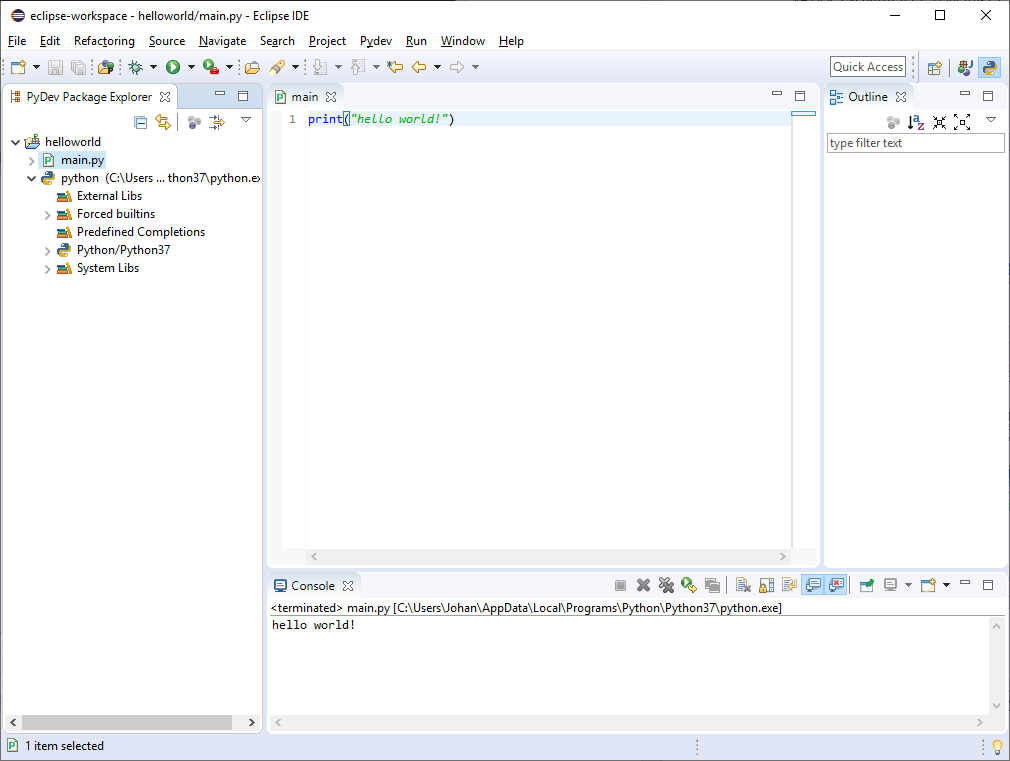 eclipse-workspace - helloworld/main.py - Eclipse IDE
File Edit Refactoring Source Navigate Search Project Pydev Run Window Help
Quick Access
PyDev Package Explorer
helloworld
main.py
python (C:\Users ... thon37\python.ex
External Libs
Forced builtins
Predefined Completions
Python/Python37
System Libs
main
1 print("hello world!")
Outline
type filter text
Console
<terminated> main.py [C:\Users\Johan\AppData\Local\Programs\Python\Python37\python.exe]
hello world!
1 item selected